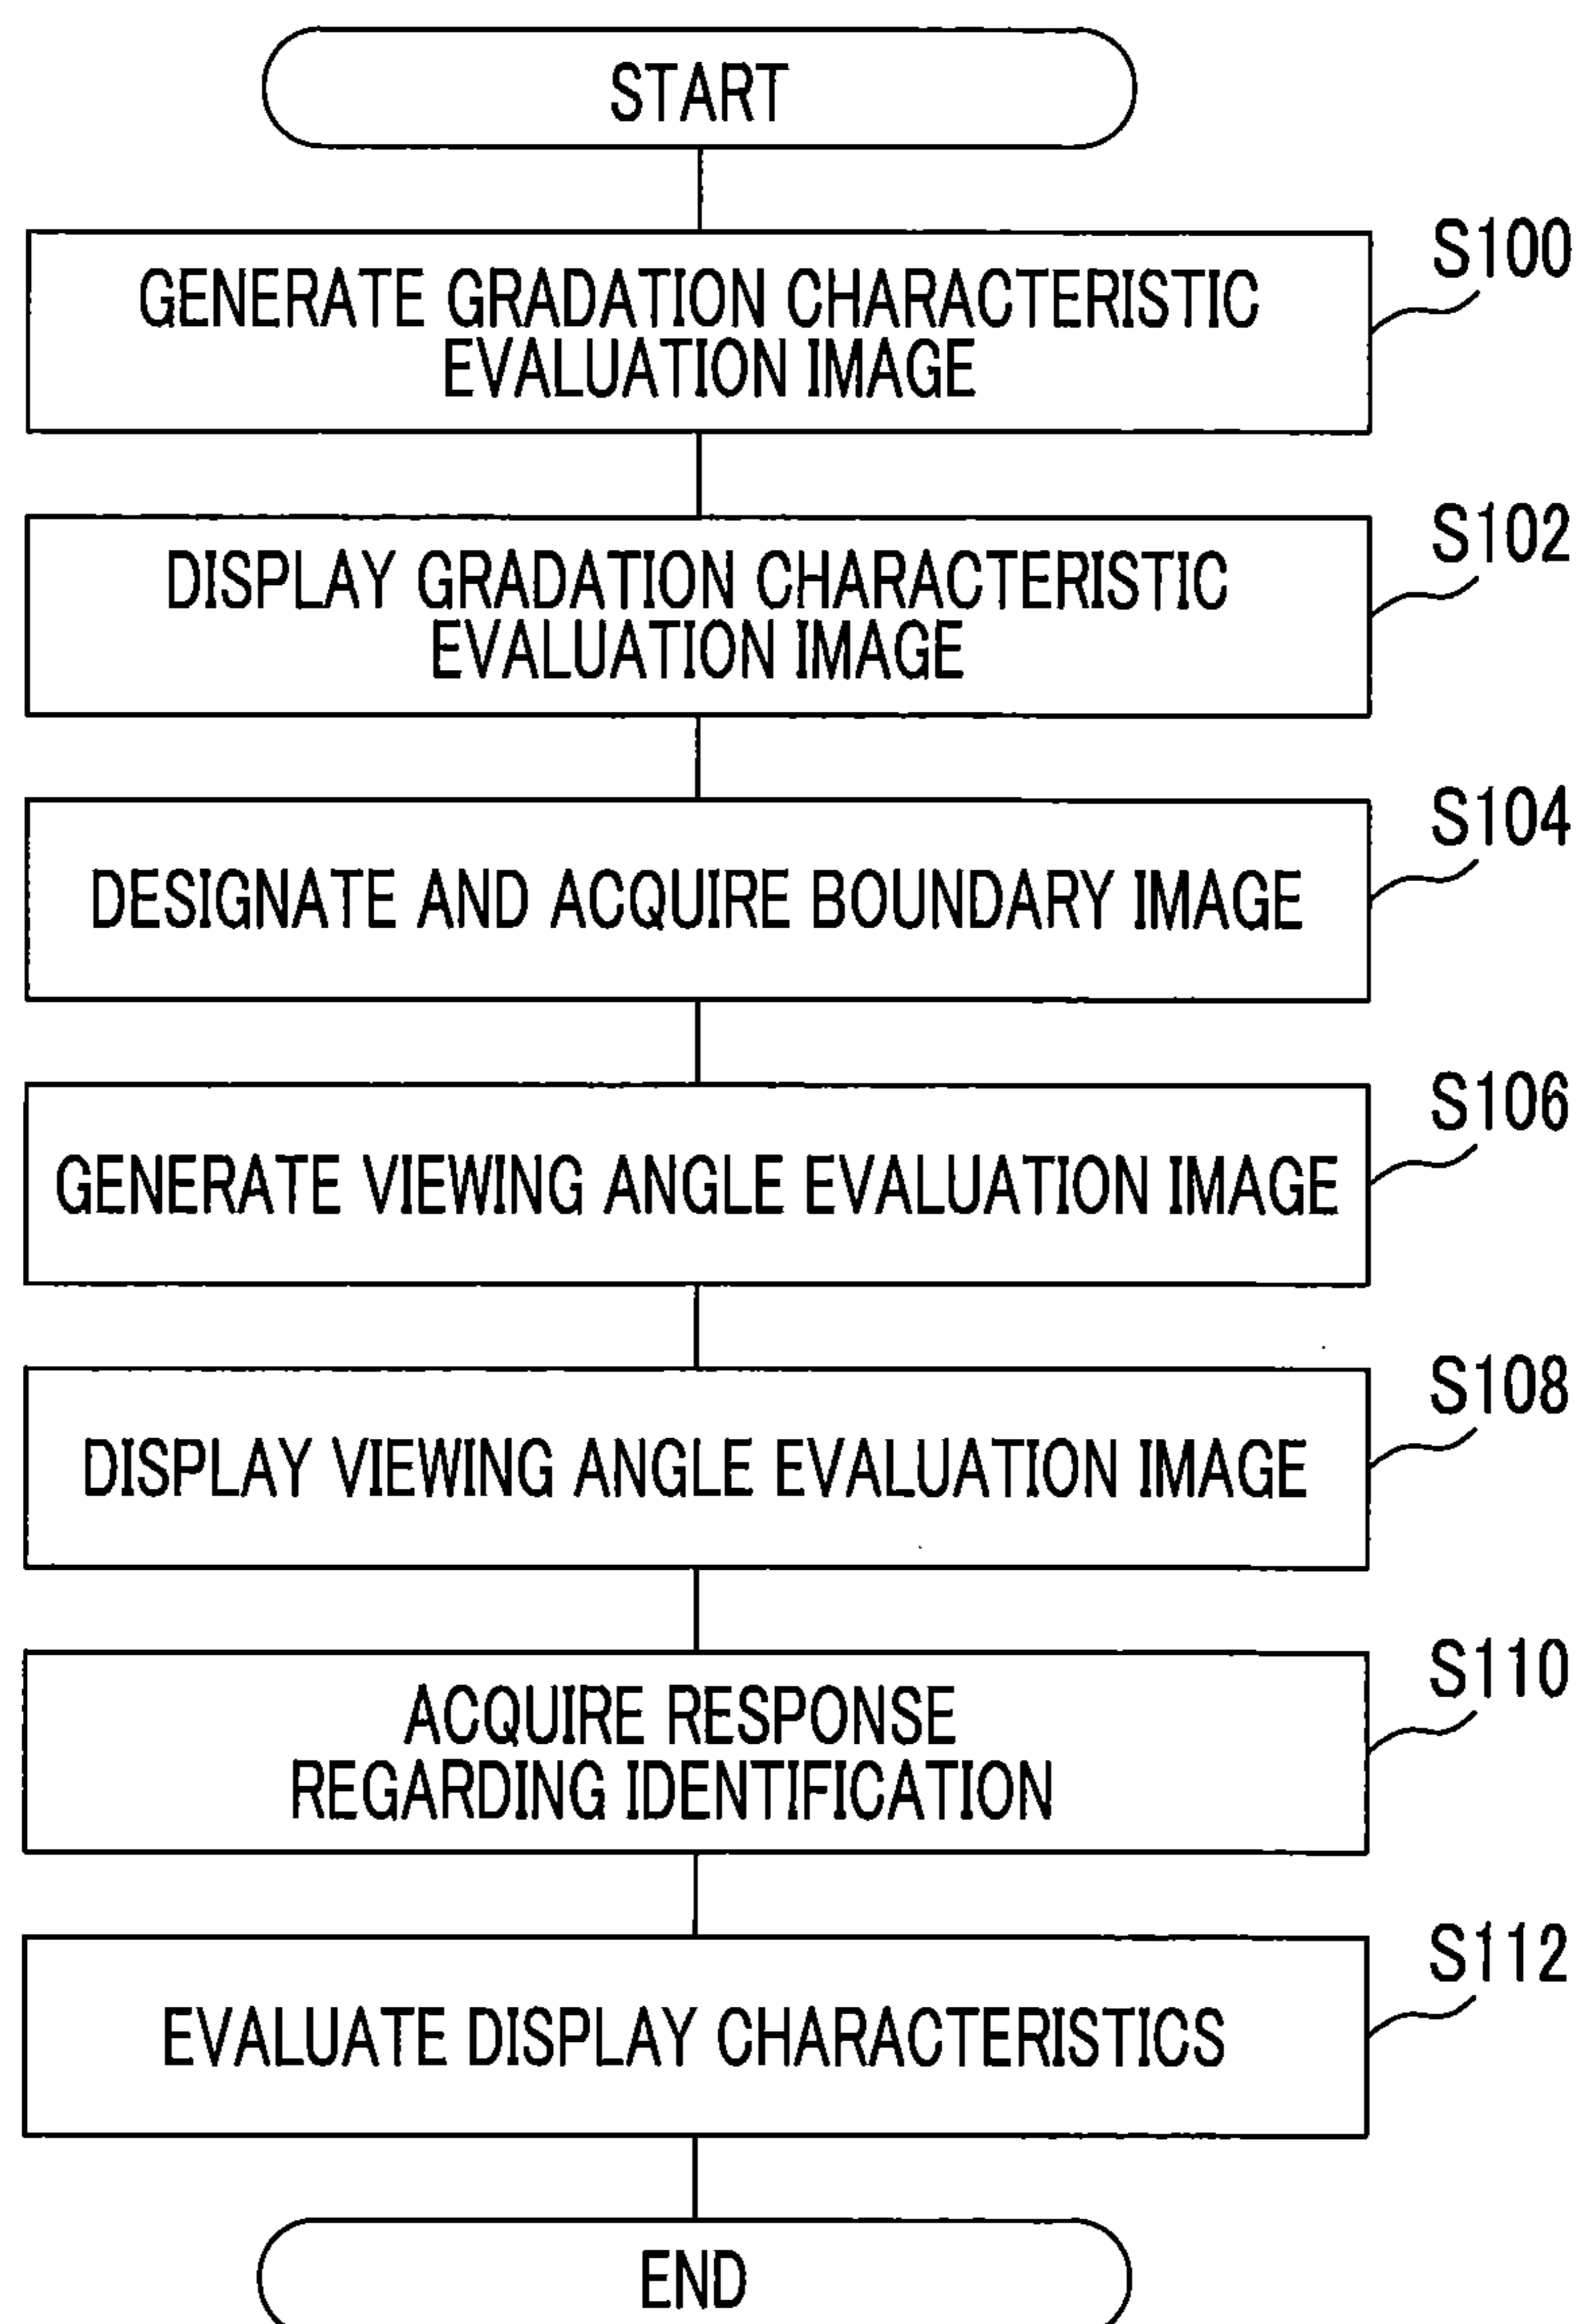 START
S100
GENERATE GRADATION CHARACTERISTIC
EVALUATION IMAGE
S102
DISPLAY GRADATION CHARACTERISTIC
EVALUATION IMAGE
S104
DESIGNATE AND ACQUIRE BOUNDARY IMAGE
S106
GENERATE VIEWING ANGLE EVALUATION IMAGE
S108
DISPLAY VIEWING ANGLE EVALUATION IMAGE
S110
ACQUIRE RESPONSE
REGARDING IDENTIFICATION
S112
EVALUATE DISPLAY CHARACTERISTICS
END